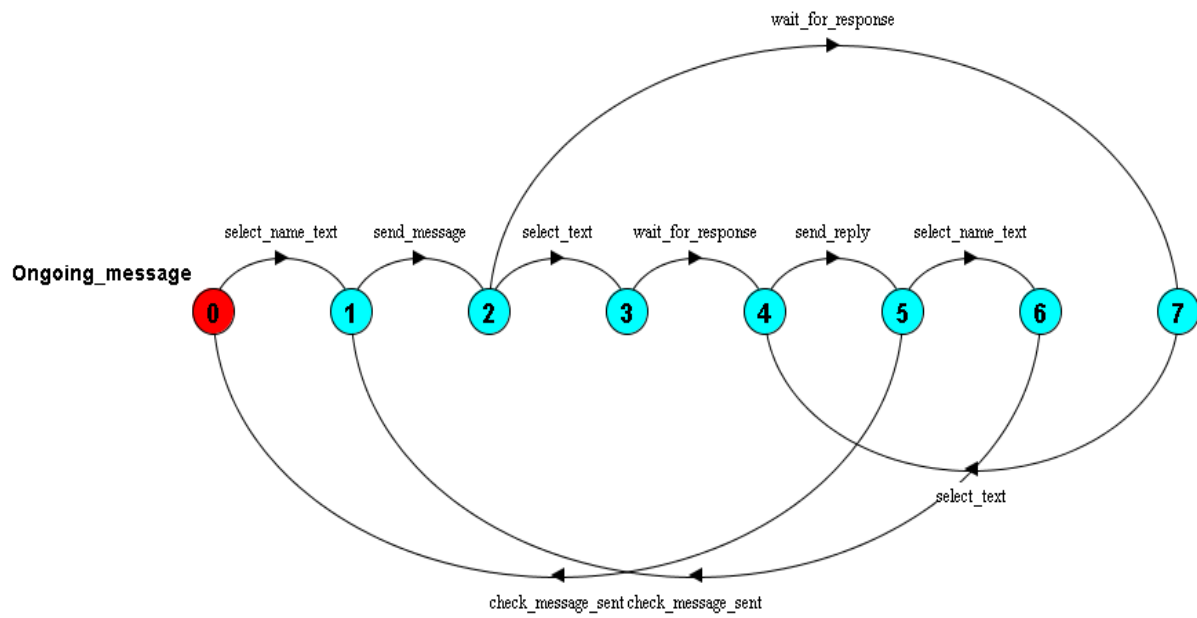 wait_for_response
select_name_text send_message select_text wait_for_response send_reply select_name_text
Ongoing_message
0 1 2 3 4 5 6 7
select_text
check_message_sent check_message_sent